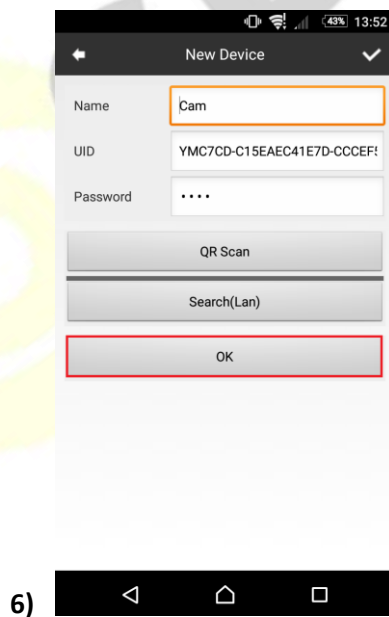 43% 13:52
New Device
Name Cam
UID YMC7CD-C15EAEC41E7D-CCCEF
Password ....
QR Scan
Search(Lan)
OK
6)